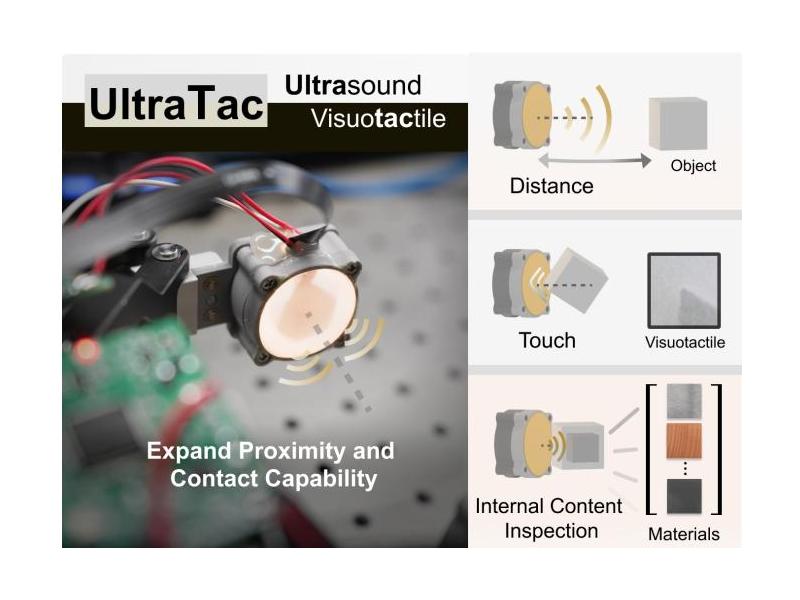 UltraTac
Ultrasound
Visuotactile
Expand Proximity and
Contact Capability
Distance
Object
Touch
Visuotactile
Internal Content
Inspection
Materials